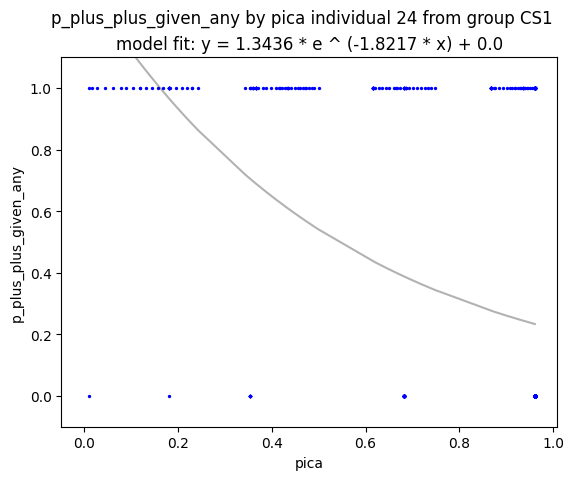 p_plus_plus_given_any by pica individual 24 from group CS1
model fit: y = 1.3436 * e ^ (-1.8217 * x) + 0.0
1.0
0.8
0.6
0.4
0.2
0.0
p_plus_plus_given_any
0.0 0.2 0.4 0.6 0.8 1.0
pica